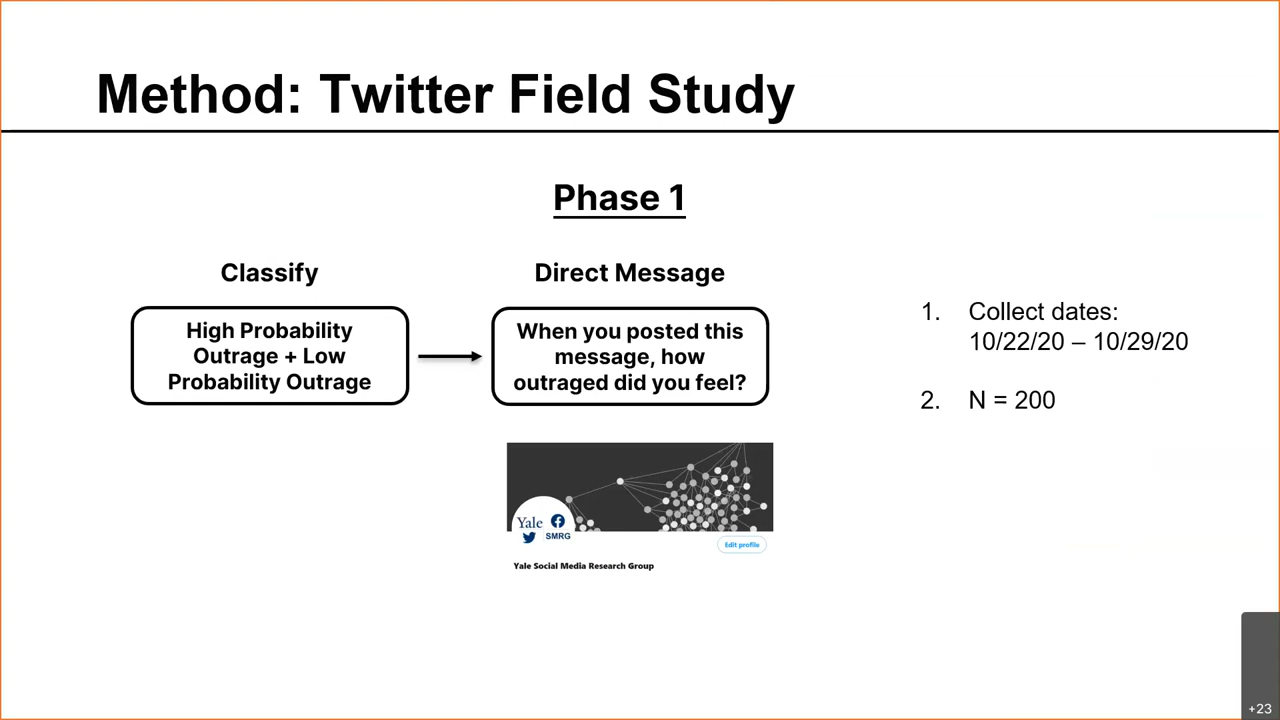 Method: Twitter Field Study
Phase 1
Classify
High Probability
Outrage + Low
Probability Outrage
Direct Message
When you posted this
message, how
outraged did you feel?
1. Collect dates:
10/22/20 – 10/29/20
2. N = 200
Yale
SMRG
Edit profile
Yale Social Media Research Group
+23